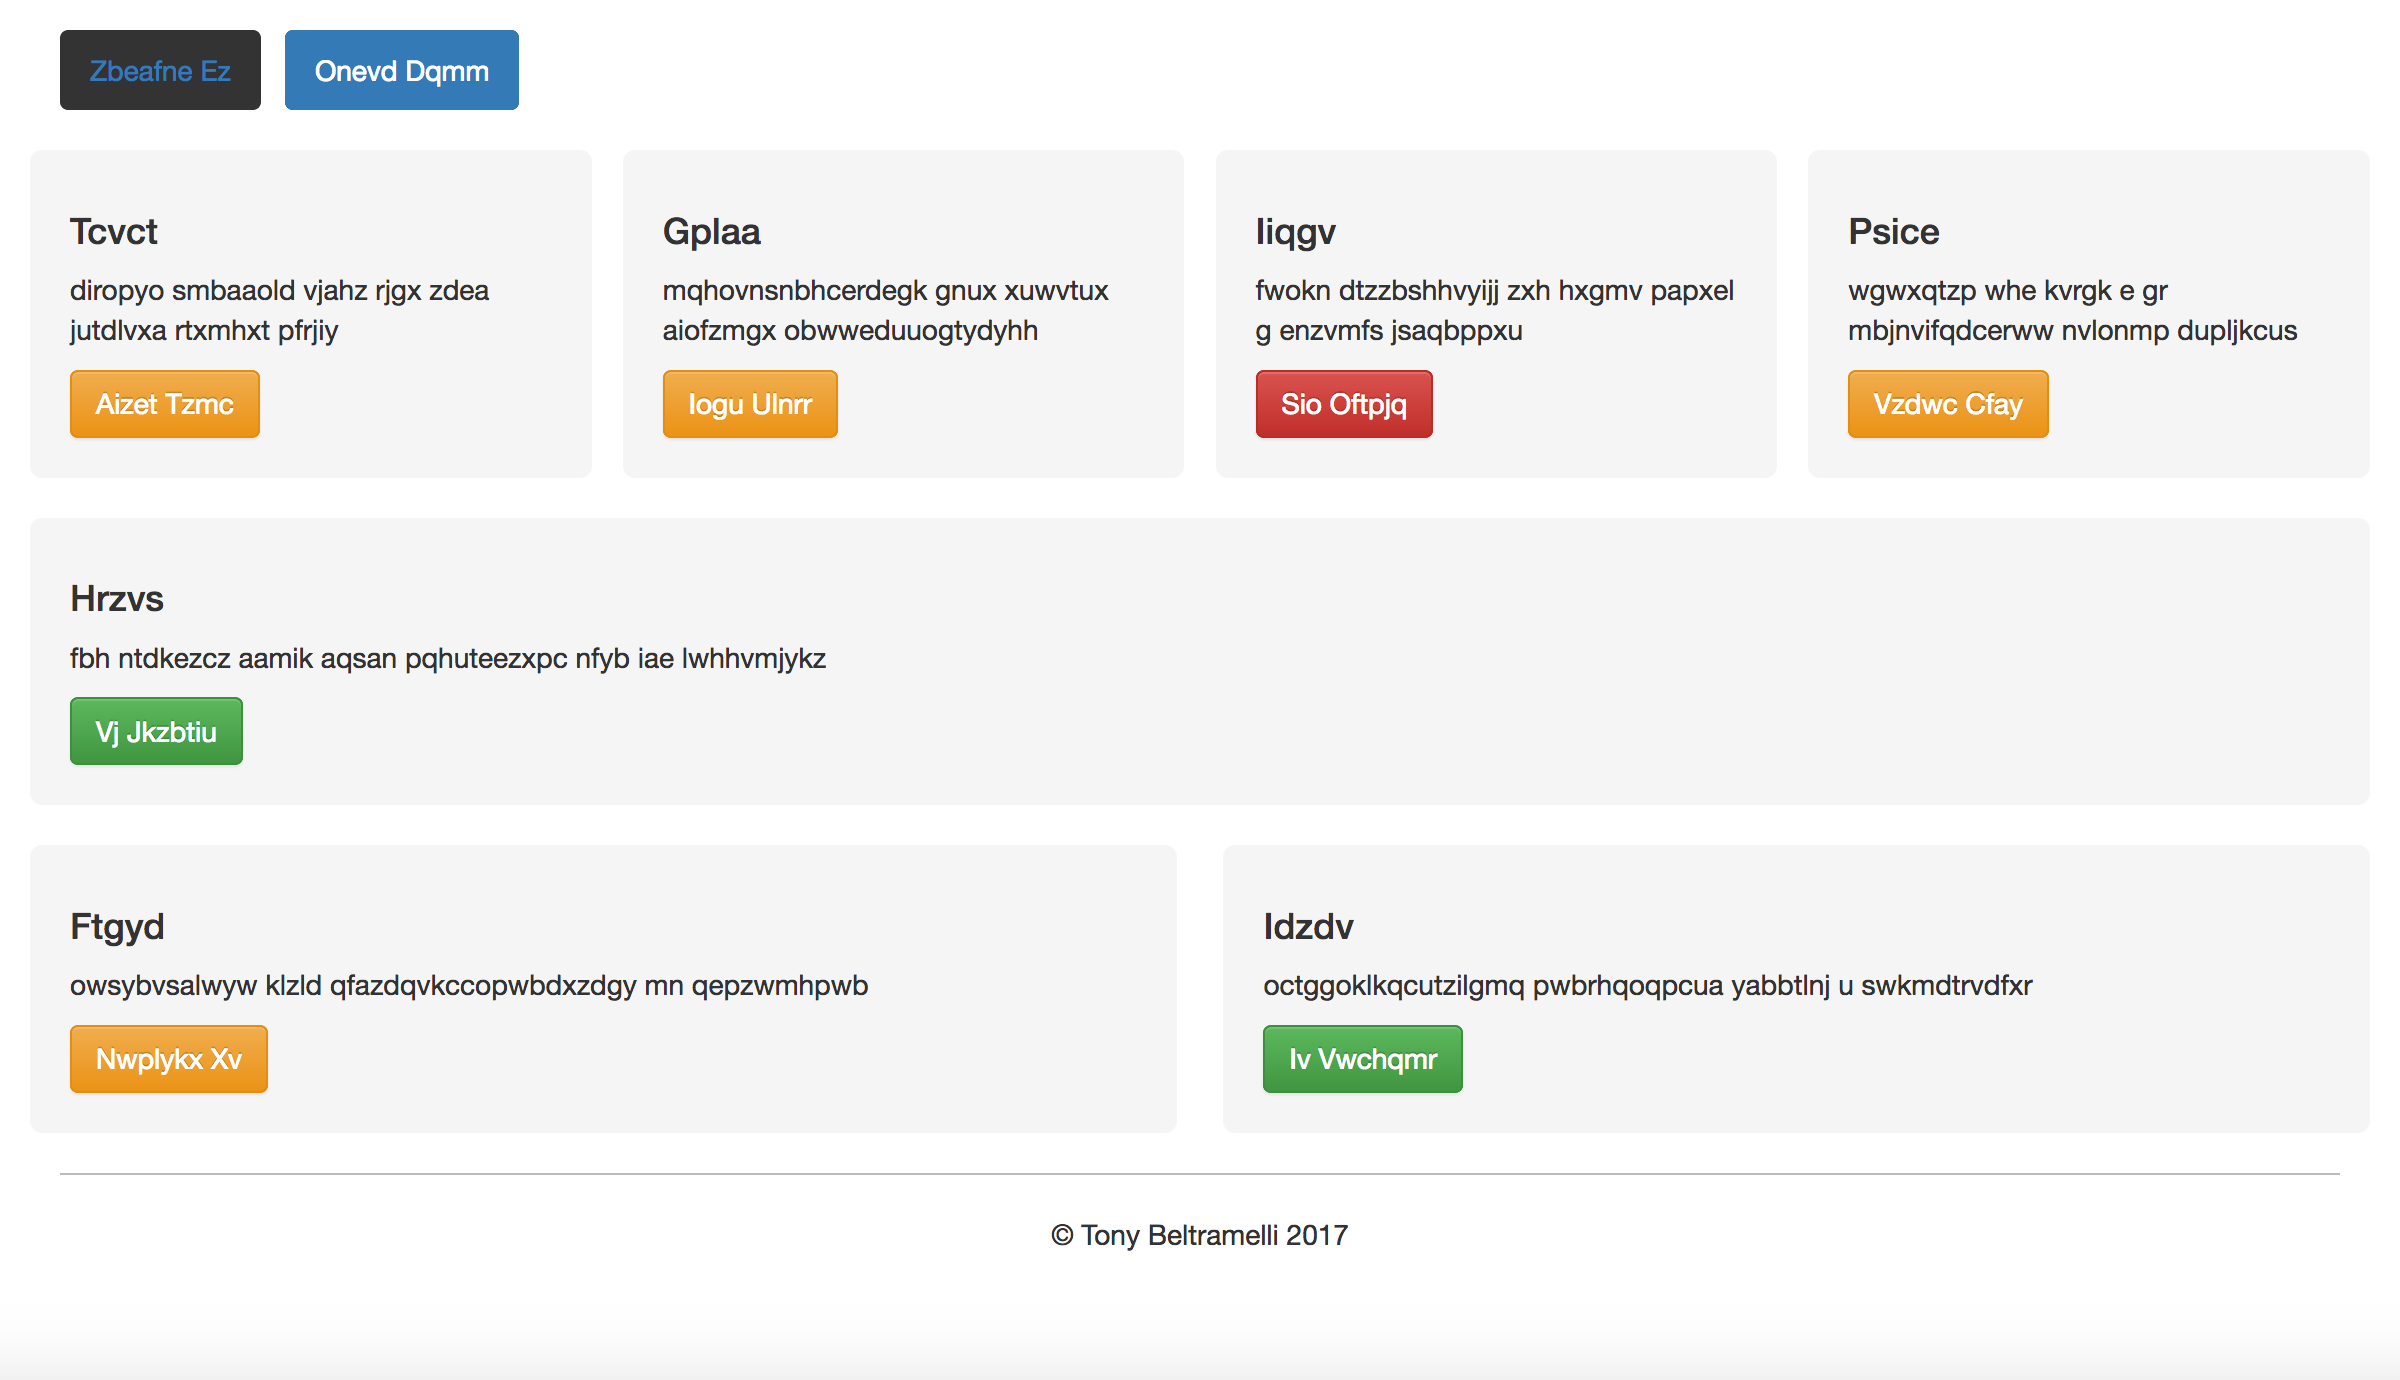 Zbeafne Ez
Onevd Dqmm
Tcvct
diropyo smbaaold vjahz rjgx zdea
jutdlvxa rtxmhxt pfrjiy
Aizet Tzmc
Gplaa
mqhovnsnbhcerdegk gnux xuwvtux
aiofzmgx obwweduuogtydyhh
Iogu Ulnrr
Iiqgv
fwokn dtzzbshhvyijj zxh hxgmv papxel
g enzvmfs jsaqbppxu
Sio Oftpjq
Psice
wgwxqtzp whe kvrgk e gr
mbjnvifqdcerww nvlonmp dupljkcus
Vzdwc Cfay
Hrzvs
fbh ntdkezcz aamik aqsan pqhuteezxpc nfyb iae lwhhvmjykz
Vj Jkzbtiu
Ftgyd
owsybvsalwyw klzld qfazdqvkccopwbdxzdgy mn qepzwmhpwb
Nwplykx Xv
Idzdv
octggoklkqcutzilgmq pwbrhqoqpcua yabbtlnj u swkmdtrvdfxr
Iv Vwchqmr
© Tony Beltramelli 2017